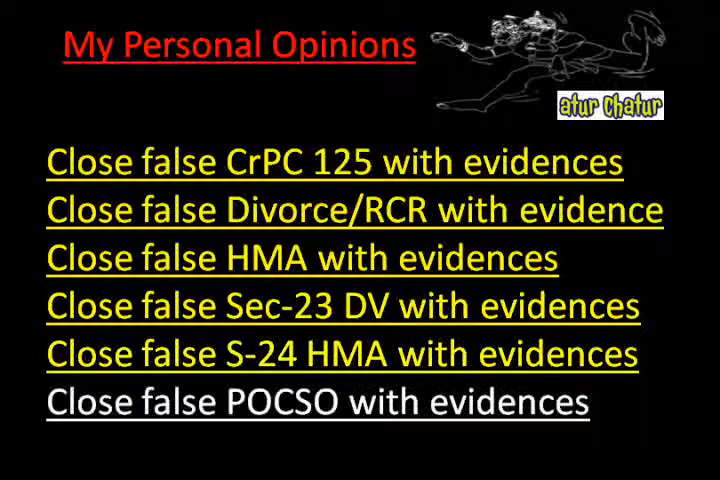 My Personal Opinions
atur chatur
Close false CrPC 125 with evidences
Close false Divorce/RCR with evidence
Close false HMA with evidences
Close false Sec-23 DV with evidences
Close false S-24 HMA with evidences
Close false POCSO with evidences